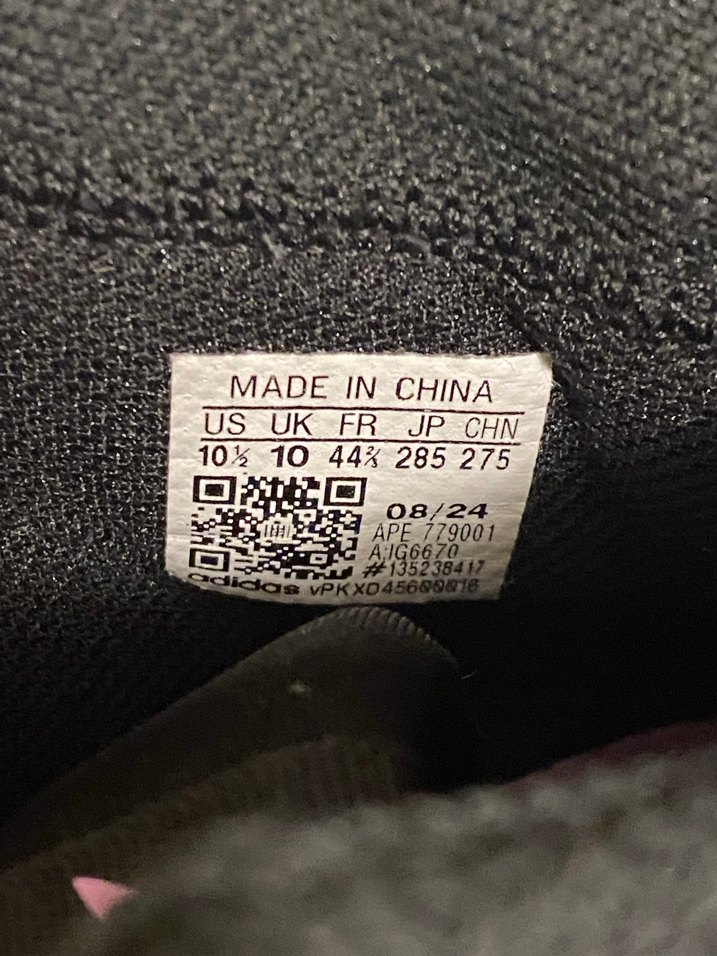 MADE IN CHINA
US UK FR JP CHN
10½ 10 44⅔ 285 275
08/24
APE 779001
A:IG6670
#135238417
adidas